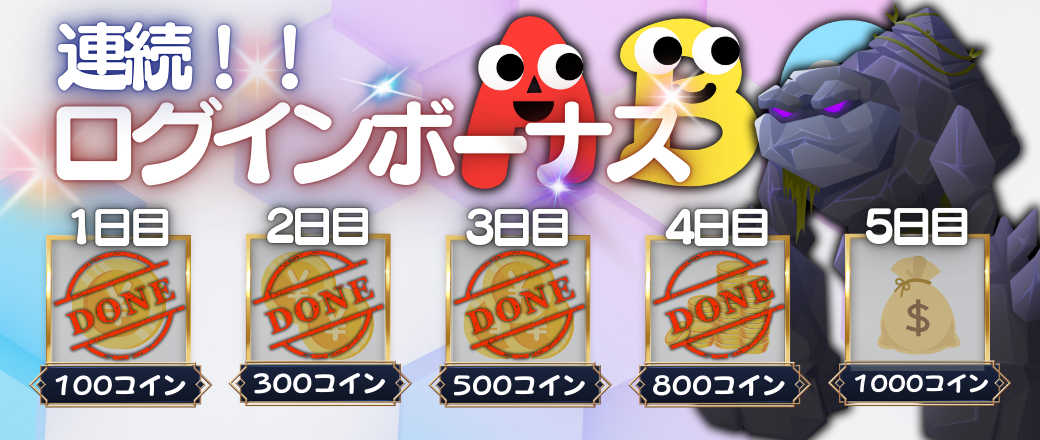 連続！！
ログインボーナス
A B
1日目 2日目 3日目 4日目 5日目
DONE DONE DONE DONE $
100コイン 300コイン 500コイン 800コイン 1000コイン